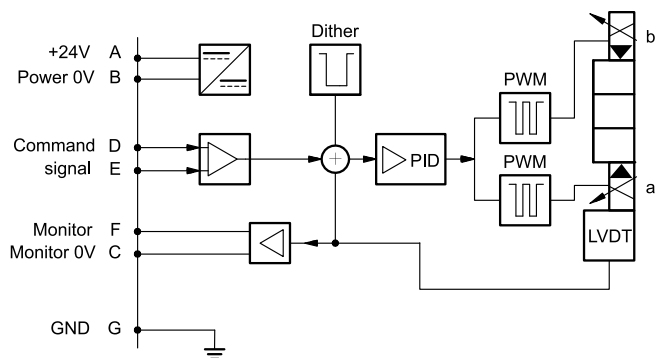 Dither
+24V A
Power 0V B
b
PWM
Command D
signal E
PID
PWM
a
Monitor F
Monitor 0V C
LVDT
GND G